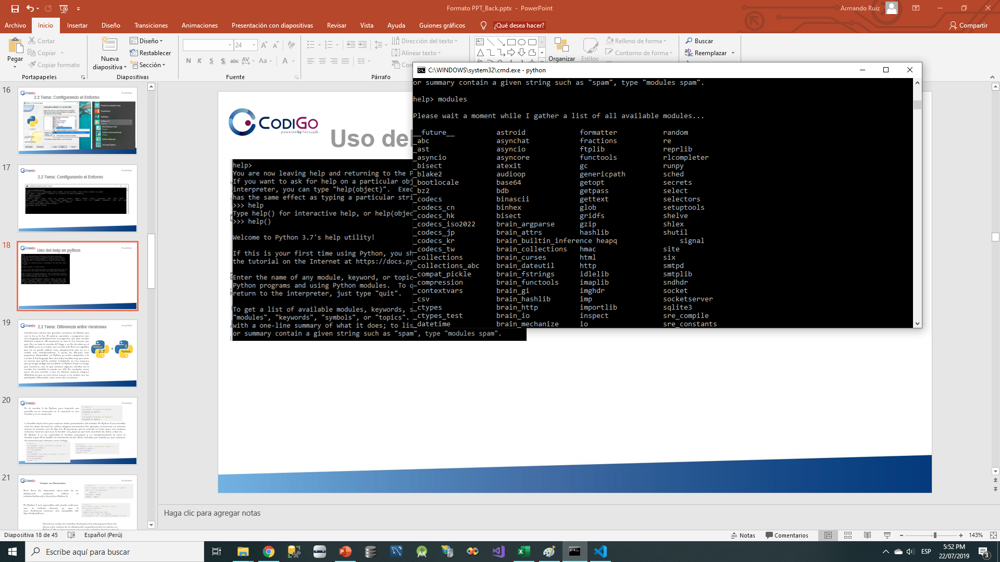 Formato PPT_Back.pptx - PowerPoint
Armando Ruiz
Archivo Inicio Insertar Diseño Transiciones Animaciones Presentación con diapositivas Revisar Vista Ayuda Guiones gráficos ¿Qué desea hacer? Compartir
Pegar
Cortar
Copiar
Copiar formato
Portapapeles
Nueva diapositiva
Diseño
Restablecer
Sección
Diapositivas
24
N K S S abc AV Aa A
Fuente
Dirección del texto
Alinear texto
Párrafo
Organizar
Estilos
Relleno de forma
Contorno de forma
Buscar
Reemplazar
16
2.2 Tema: Configurando el Entorno
17
2.2 Tema: Configurando el Entorno
18
Uso del help en python
19
2.2 Tema: Diferencia entre Versiones
20
21
Trabajar con Diccionarios
CODIGO
powered by Tecsup/>
Uso del
help>
You are now leaving help and returning to the P
If you want to ask for help on a particular obj
interpreter, you can type "help(object)". Exec
has the same effect as typing a particular stri
>>> help
Type help() for interactive help, or help(objec
>>> help()
Welcome to Python 3.7's help utility!
If this is your first time using Python, you sh
the tutorial on the Internet at https://docs.py
Enter the name of any module, keyword, or topic
Python programs and using Python modules. To q
return to the interpreter, just type "quit".
To get a list of available modules, keywords, s
"modules", "keywords", "symbols", or "topics".
with a one-line summary of what it does; to lis
or summary contain a given string such as "spam", type "modules spam".
C:\WINDOWS\system32\cmd.exe - python
or summary contain a given string such as "spam", type "modules spam".
help> modules
Please wait a moment while I gather a list of all available modules...
__future__ astroid formatter random
_abc asynchat fractions re
_ast asyncio ftplib reprlib
_asyncio asyncore functools rlcompleter
_bisect atexit gc runpy
_blake2 audioop genericpath sched
_bootlocale base64 getopt secrets
_bz2 bdb getpass select
_codecs binascii gettext selectors
_codecs_cn binhex glob setuptools
_codecs_hk bisect gridfs shelve
_codecs_iso2022 brain_argparse gzip shlex
_codecs_jp brain_attrs hashlib shutil
_codecs_kr brain_builtin_inference heapq signal
_codecs_tw brain_collections hmac site
_collections brain_curses html six
_collections_abc brain_dateutil http smtpd
_compat_pickle brain_fstrings idlelib smtplib
_compression brain_functools imaplib sndhdr
_contextvars brain_gi imghdr socket
_csv brain_hashlib imp socketserver
_ctypes brain_http importlib sqlite3
_ctypes_test brain_io inspect sre_compile
_datetime brain_mechanize io sre_constants
Haga clic para agregar notas
Diapositiva 18 de 45 Español (Perú) Notas Comentarios 143%
Escribe aquí para buscar
ESP
5:52 PM
22/07/2019
3